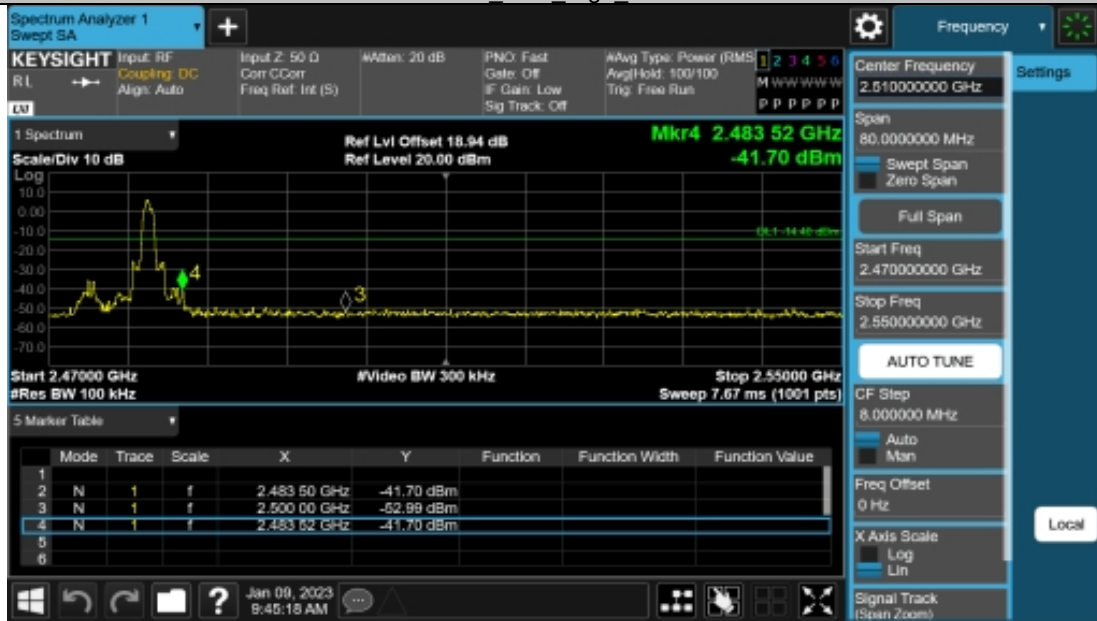 Spectrum Analyzer 1
Swept SA
+
Frequency
KEYSIGHT
R L
Input: RF
Coupling: DC
Align: Auto
Input Z: 50 Ω
Corr CCorr
Freq Ref: Int (S)
#Atten: 20 dB
PNO: Fast
Gate: Off
IF Gain: Low
Sig Track: Off
#Avg Type: Power (RMS
Avg|Hold: 100/100
Trig: Free Run
1 2 3 4 5 6
M W W W W W
P P P P P P
1 Spectrum
Scale/Div 10 dB
Ref Lvl Offset 18.94 dB
Ref Level 20.00 dBm
Mkr4 2.483 52 GHz
-41.70 dBm
Log
10.0
0.00
-10.0
-20.0
-30.0
-40.0
-50.0
-60.0
-70.0
DL1 -14.40 dBm
4
3
Start 2.47000 GHz
#Res BW 100 kHz
#Video BW 300 kHz
Stop 2.55000 GHz
Sweep 7.67 ms (1001 pts)
5 Marker Table
Mode Trace Scale X Y Function Function Width Function Value
1
2 N 1 f 2.483 50 GHz -41.70 dBm
3 N 1 f 2.500 00 GHz -52.99 dBm
4 N 1 f 2.483 52 GHz -41.70 dBm
5
6
?
Jan 09, 2023
9:45:18 AM
Center Frequency
2.510000000 GHz
Settings
Span
80.0000000 MHz
Swept Span
Zero Span
Full Span
Start Freq
2.470000000 GHz
Stop Freq
2.550000000 GHz
AUTO TUNE
CF Step
8.000000 MHz
Auto
Man
Freq Offset
0 Hz
X Axis Scale
Log
Lin
Local
Signal Track
(Span Zoom)